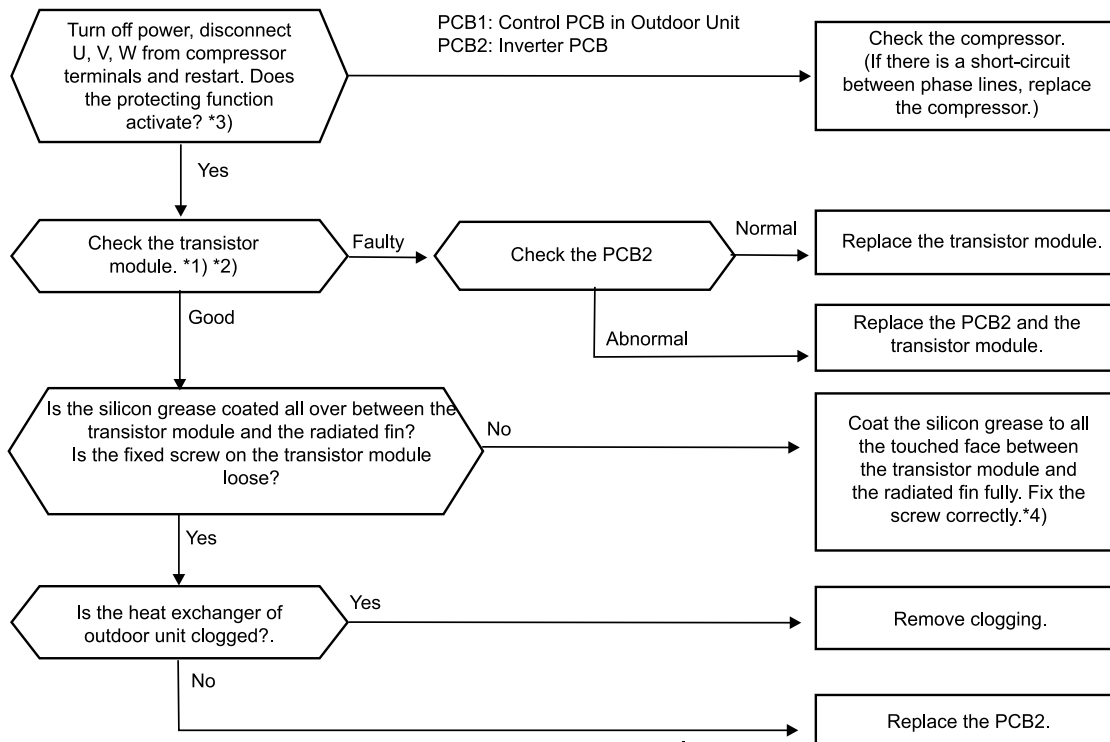 Turn off power, disconnect
U, V, W from compressor
terminals and restart. Does
the protecting function
activate? *3)
PCB1: Control PCB in Outdoor Unit
PCB2: Inverter PCB
Check the compressor.
(If there is a short-circuit
between phase lines, replace
the compressor.)
Yes
Check the transistor
module. *1) *2)
Faulty
Check the PCB2
Normal
Replace the transistor module.
Good
Abnormal
Replace the PCB2 and the
transistor module.
Is the silicon grease coated all over between the
transistor module and the radiated fin?
Is the fixed screw on the transistor module
loose?
No
Coat the silicon grease to all
the touched face between
the transistor module and
the radiated fin fully. Fix the
screw correctly.*4)
Yes
Is the heat exchanger of
outdoor unit clogged?.
Yes
Remove clogging.
No
Replace the PCB2.